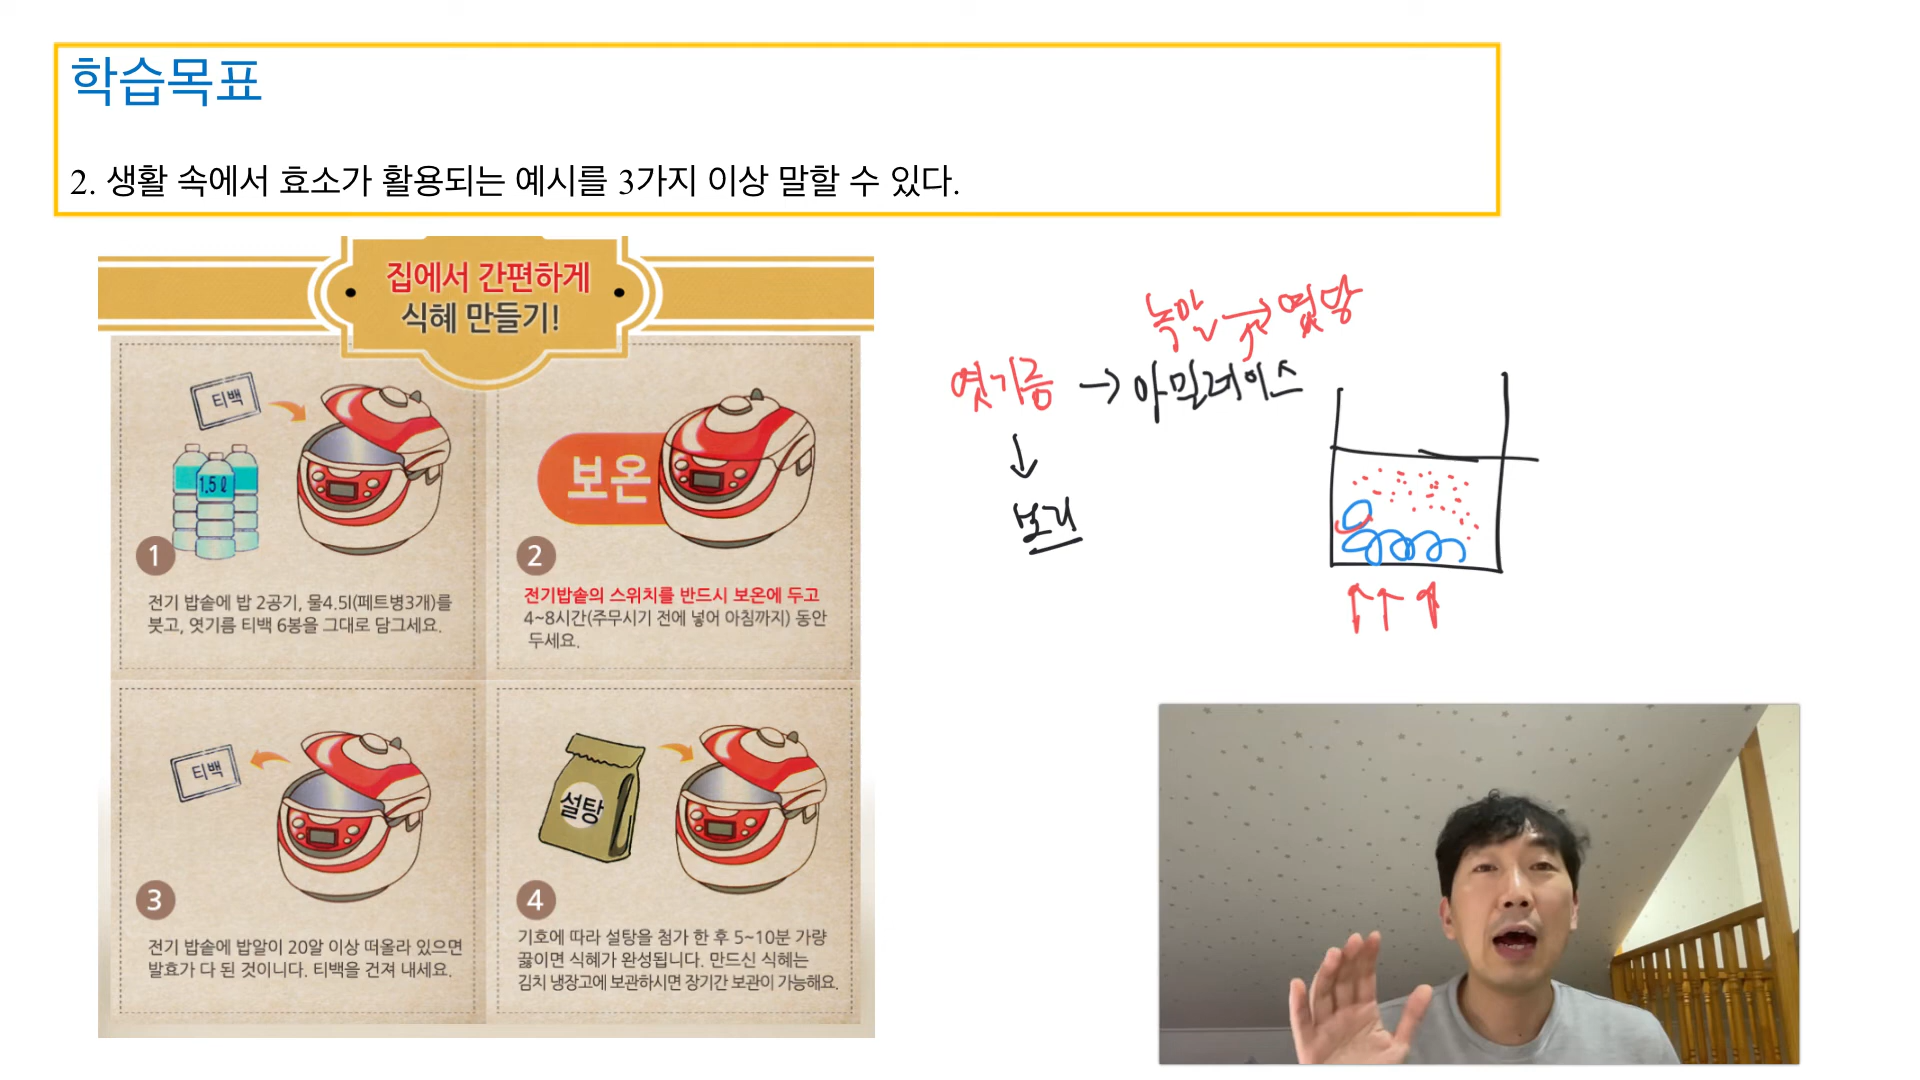 학습목표
2. 생활 속에서 효소가 활용되는 예시를 3가지 이상 말할 수 있다.
집에서 간편하게
식혜 만들기!
티백
1.5 ℓ
1
전기 밥솥에 밥 2공기, 물4.5l(페트병3개)를
붓고, 엿기름 티백 6봉을 그대로 담그세요.
보온
2
전기밥솥의 스위치를 반드시 보온에 두고
4~8시간(주무시기 전에 넣어 아침까지) 동안
두세요.
티백
3
전기 밥솥에 밥알이 20알 이상 떠올라 있으면
발효가 다 된 것이니다. 티백을 건져 내세요.
설탕
4
기호에 따라 설탕을 첨가 한 후 5~10분 가량
끓이면 식혜가 완성됩니다. 만드신 식혜는
김치 냉장고에 보관하시면 장기간 보관이 가능해요.
녹말 → 엿당
엿기름 → 아밀레이스
↓
보리